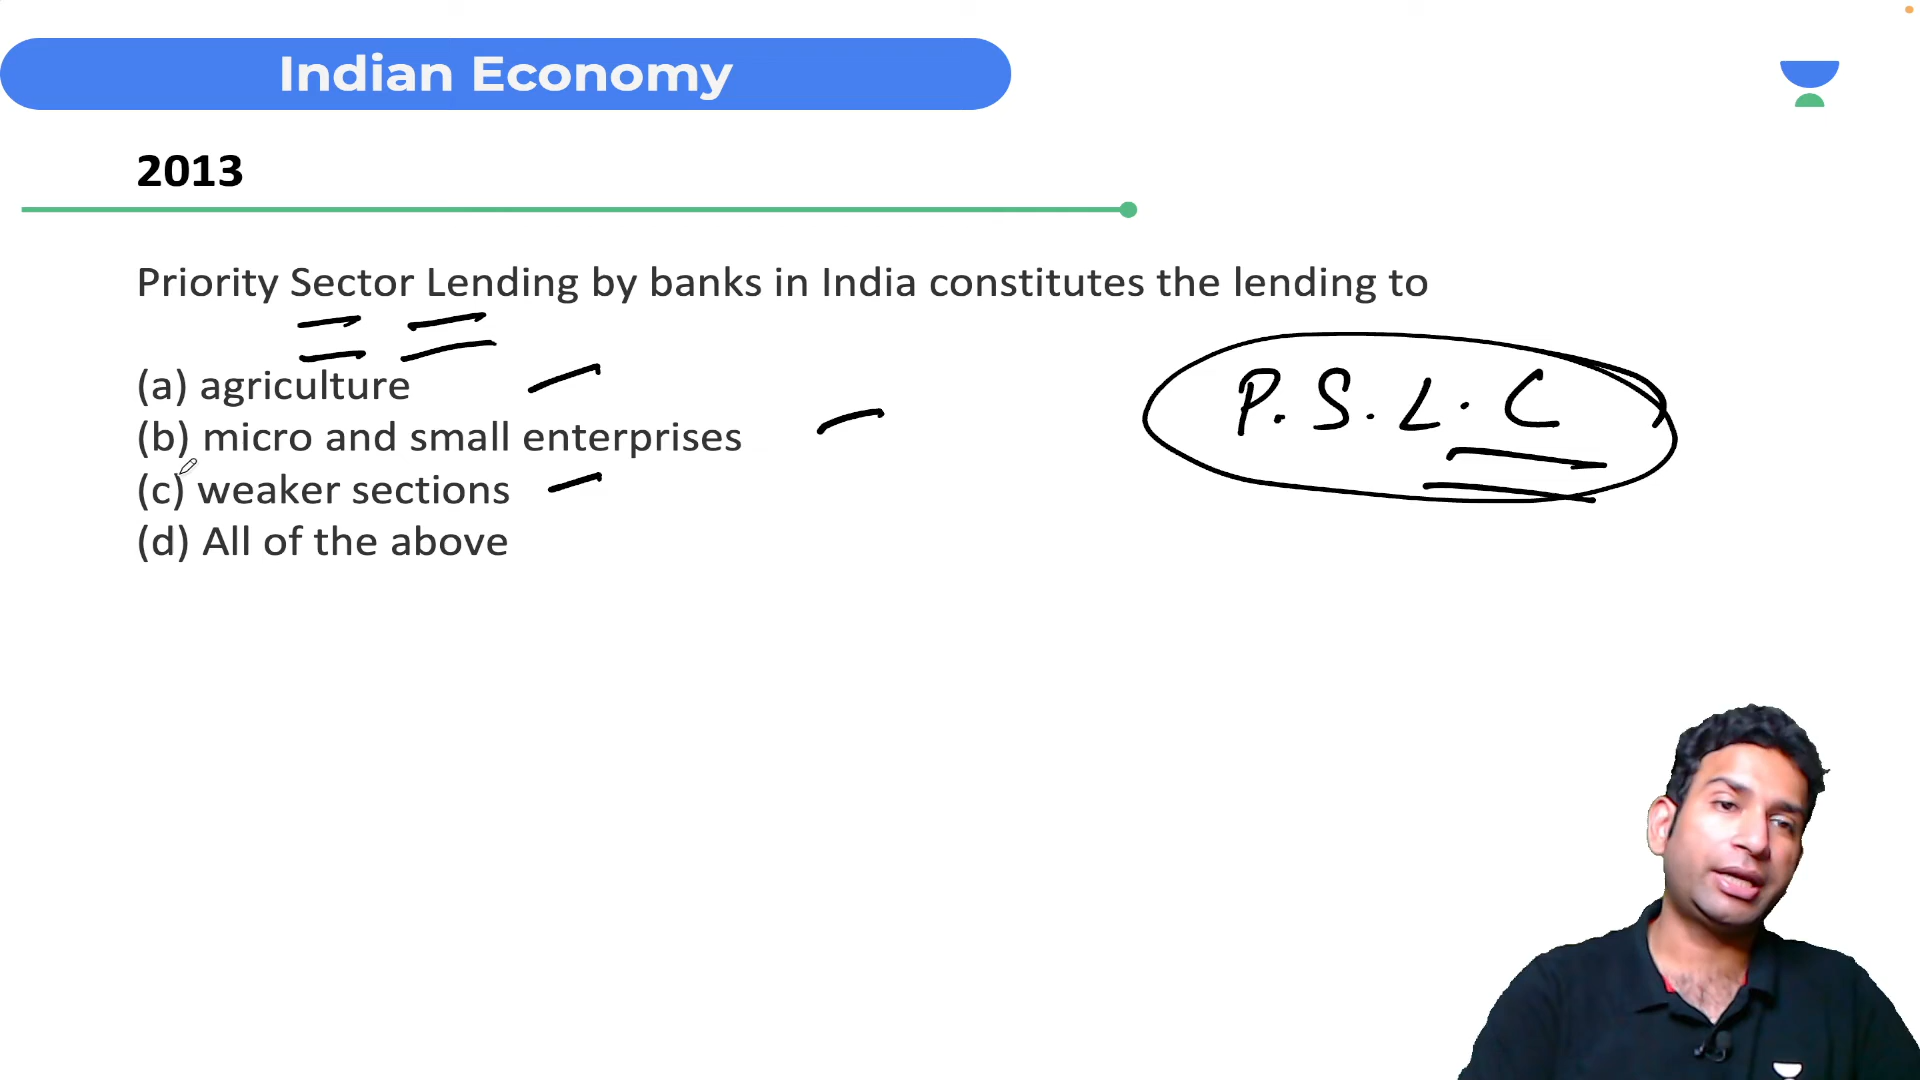 Indian Economy
2013
Priority Sector Lending by banks in India constitutes the lending to
(a) agriculture
(b) micro and small enterprises
(c) weaker sections
(d) All of the above
P.S.L.C